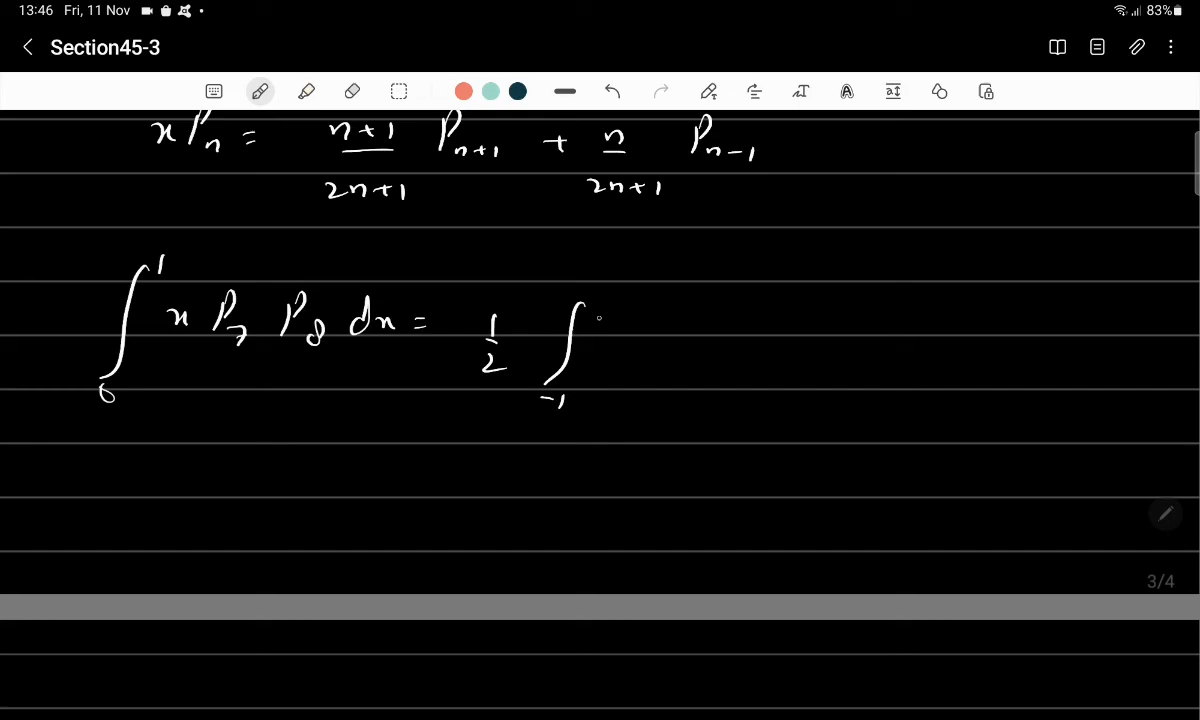 13:46 Fri, 11 Nov 83%
Section45-3
x P_n = (n+1)/(2n+1) P_{n+1} + n/(2n+1) P_{n-1}
∫_0^1 x P_7 P_8 dx = 1/2 ∫_{-1}
3/4